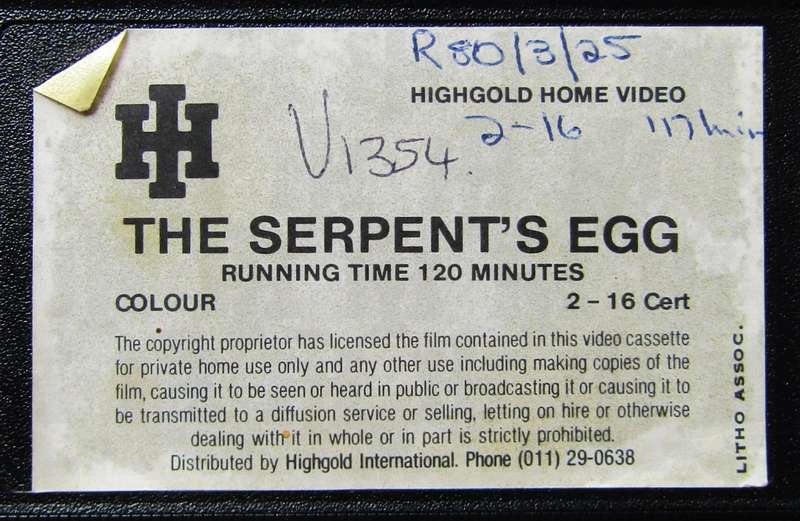 R80/3/25
HIGHGOLD HOME VIDEO
V1354. 2-16 117 min
THE SERPENT'S EGG
RUNNING TIME 120 MINUTES
COLOUR 2 – 16 Cert
The copyright proprietor has licensed the film contained in this video cassette
for private home use only and any other use including making copies of the
film, causing it to be seen or heard in public or broadcasting it or causing it to
be transmitted to a diffusion service or selling, letting on hire or otherwise
dealing with it in whole or in part is strictly prohibited.
Distributed by Highgold International. Phone (011) 29-0638
LITHO ASSOC.